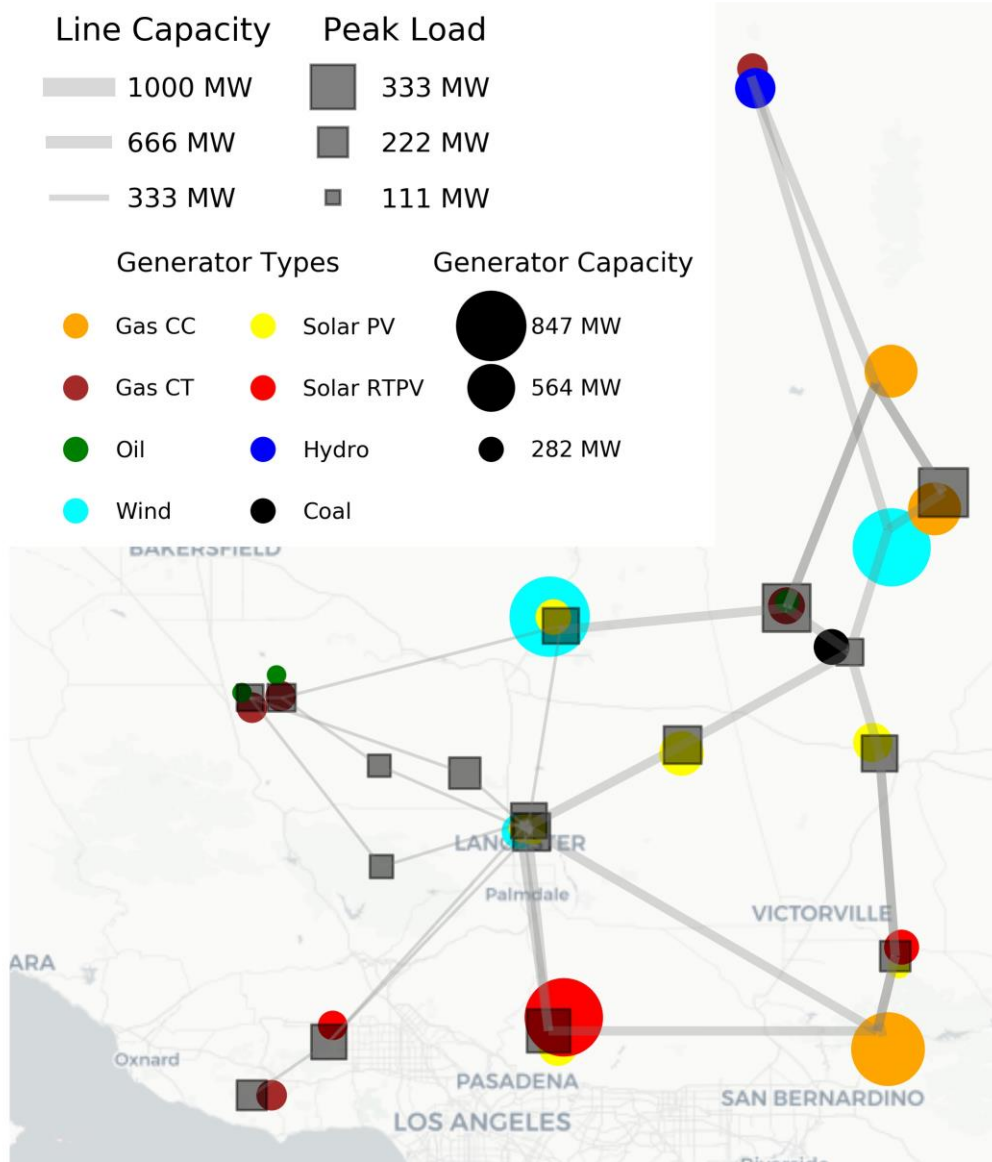 Line Capacity
1000 MW
666 MW
333 MW
Peak Load
333 MW
222 MW
111 MW
Generator Types
Gas CC
Gas CT
Oil
Wind
Solar PV
Solar RTPV
Hydro
Coal
Generator Capacity
847 MW
564 MW
282 MW
BAKERSFIELD
LANCASTER
Palmdale
VICTORVILLE
ARA
Oxnard
PASADENA
SAN BERNARDINO
LOS ANGELES
Riverside